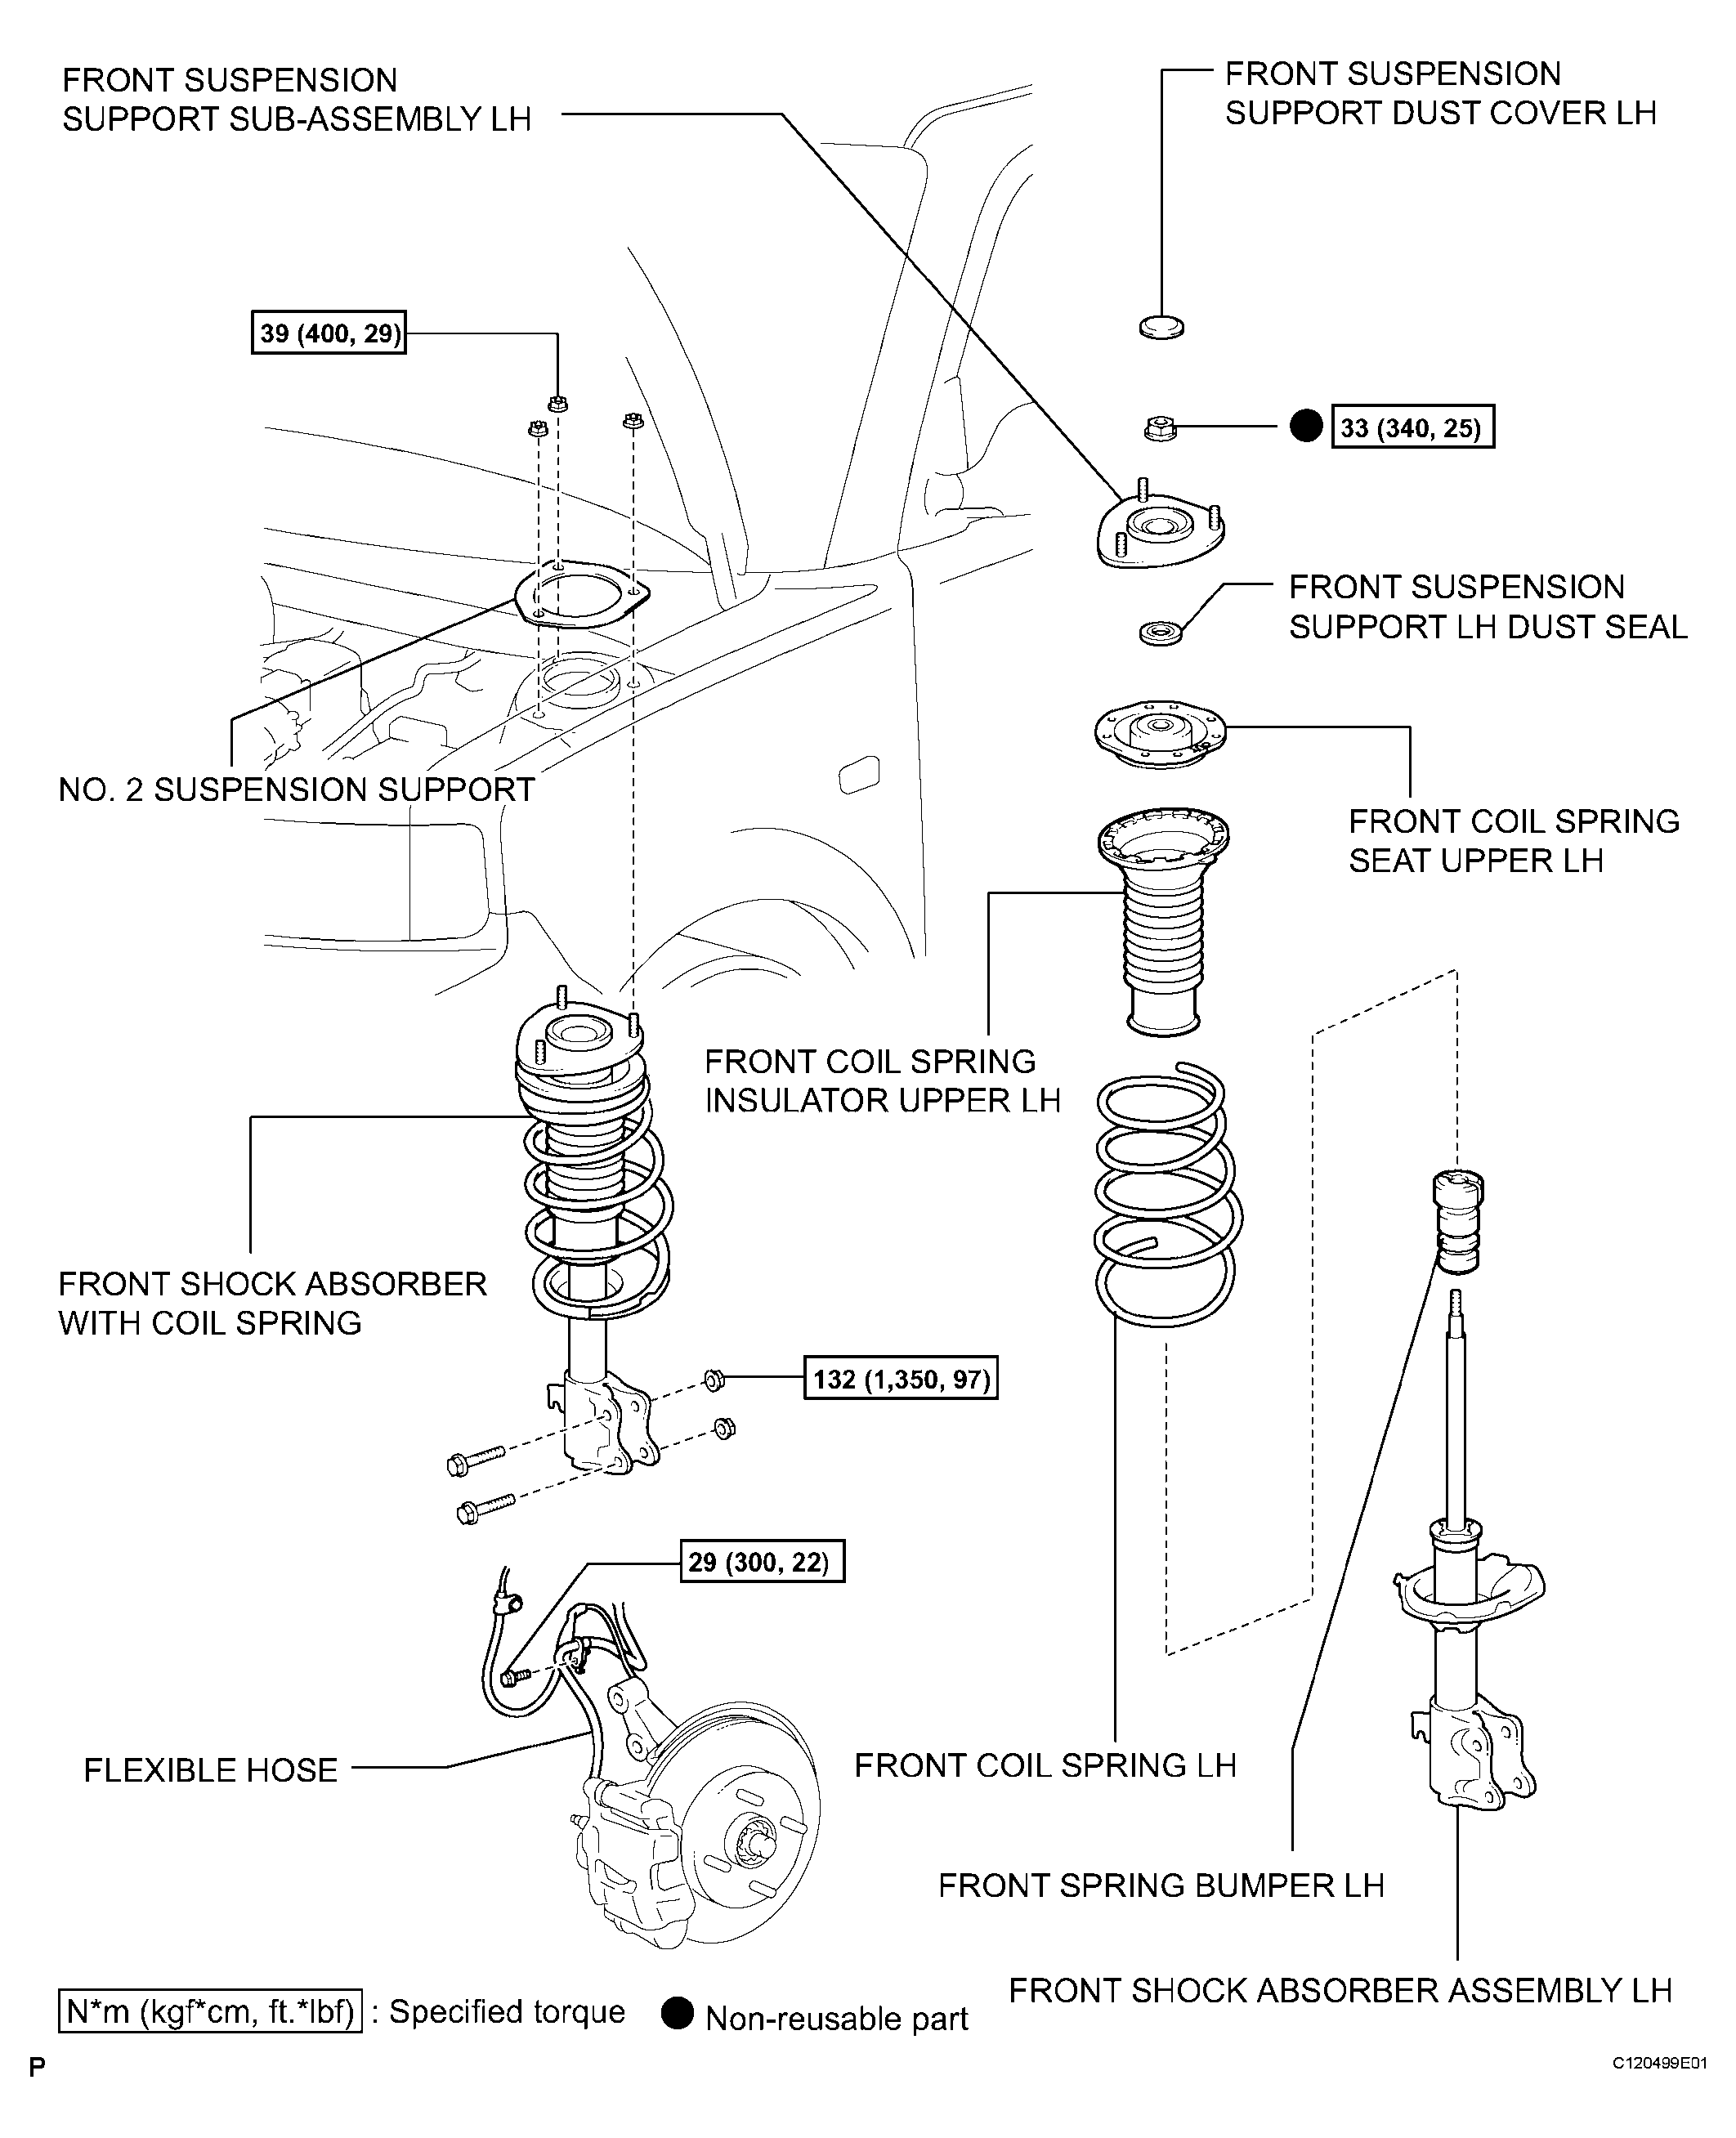 FRONT SUSPENSION
SUPPORT SUB-ASSEMBLY LH
FRONT SUSPENSION
SUPPORT DUST COVER LH
39 (400, 29)
33 (340, 25)
FRONT SUSPENSION
SUPPORT LH DUST SEAL
NO. 2 SUSPENSION SUPPORT
FRONT COIL SPRING
SEAT UPPER LH
FRONT COIL SPRING
INSULATOR UPPER LH
FRONT SHOCK ABSORBER
WITH COIL SPRING
132 (1,350, 97)
29 (300, 22)
FLEXIBLE HOSE
FRONT COIL SPRING LH
FRONT SPRING BUMPER LH
FRONT SHOCK ABSORBER ASSEMBLY LH
N*m (kgf*cm, ft.*lbf) : Specified torque
Non-reusable part
P
C120499E01